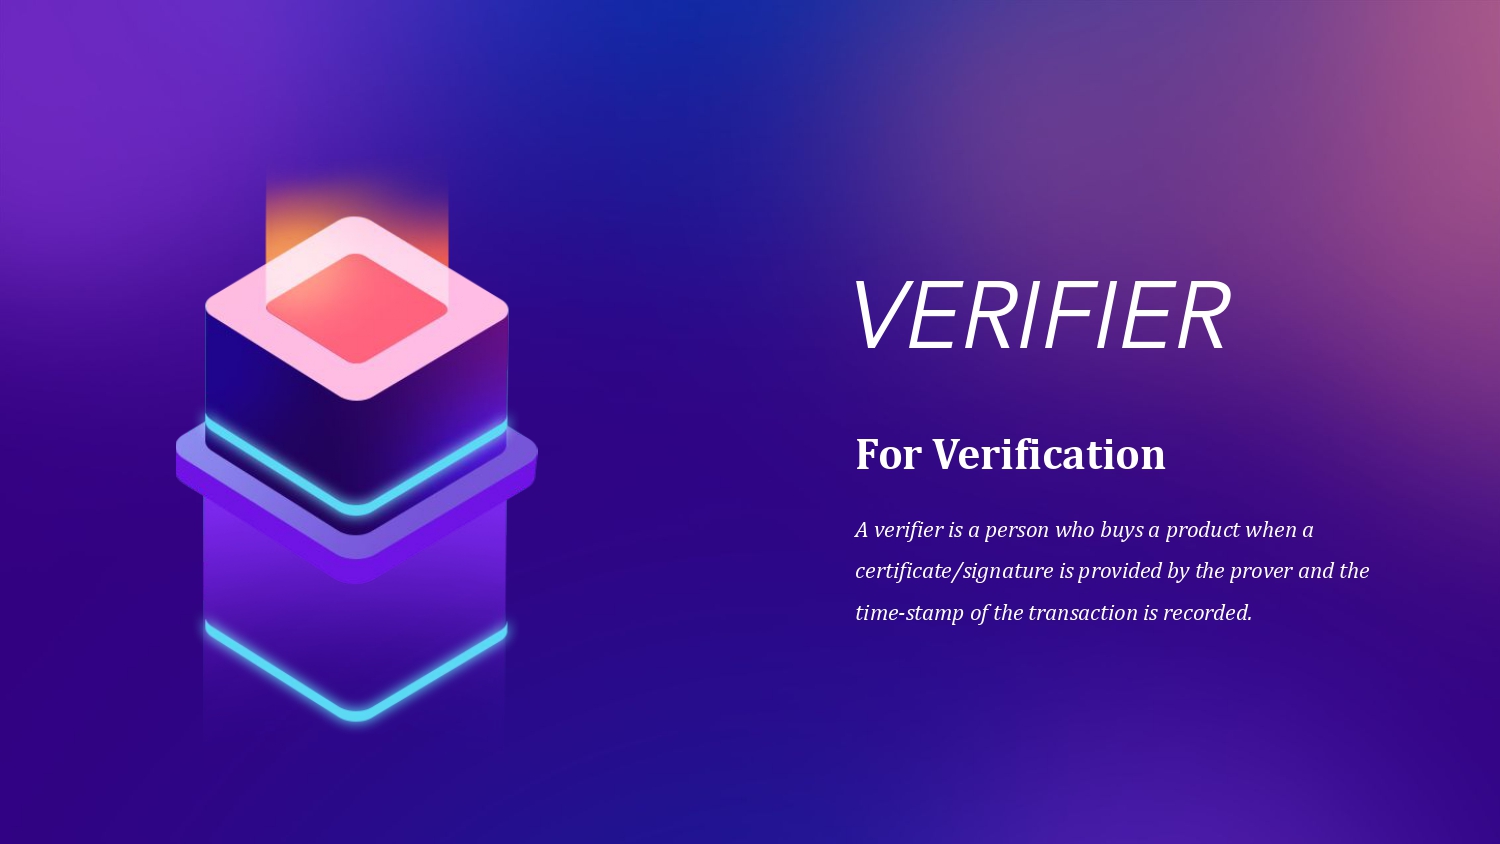 VERIFIER
For Verification
A verifier is a person who buys a product when a
certificate/signature is provided by the prover and the
time-stamp of the transaction is recorded.